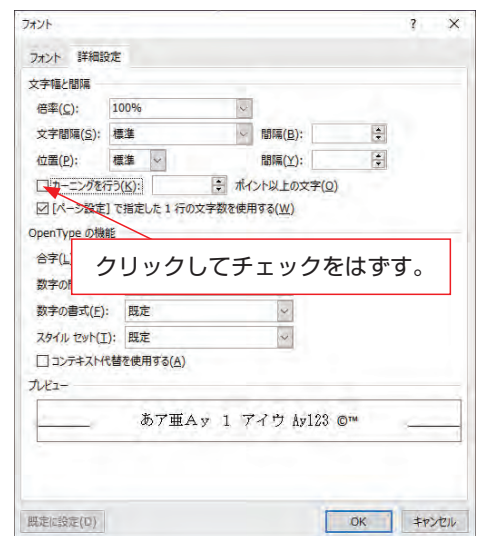 フォント ? ×
フォント 詳細設定
文字幅と間隔
倍率(C): 100%
文字間隔(S): 標準 間隔(B):
位置(P): 標準 間隔(Y):
カーニングを行う(K): ポイント以上の文字(O)
[ページ設定] で指定した 1 行の文字数を使用する(W)
OpenType の機能
合字(L
クリックしてチェックをはずす。
数字の
数字の書式(F): 既定
スタイル セット(T): 既定
コンテキスト代替を使用する(A)
プレビュー
あア亜Ay 1 アイウ Ay123 ©™
既定に設定(D) OK キャンセル